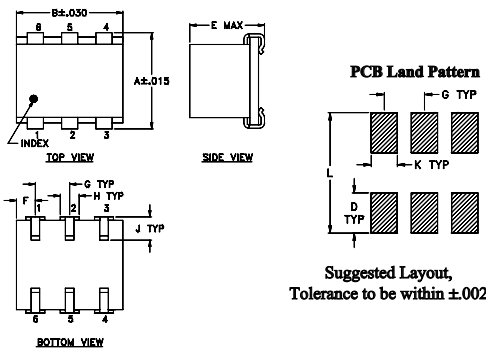 B±.030
6 5 4
A±.015
INDEX
1 2 3
TOP VIEW
E MAX
SIDE VIEW
PCB Land Pattern
G TYP
K TYP
L
D
TYP
G TYP
H TYP
F
1 2 3
J TYP
6 5 4
BOTTOM VIEW
Suggested Layout,
Tolerance to be within ±.002